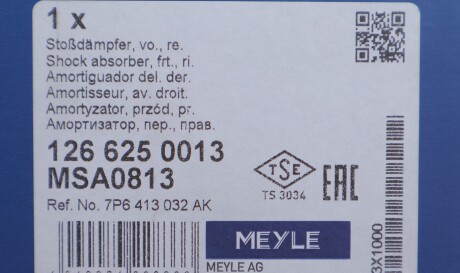 1 x
Stoßdämpfer, vo., re.
Shock absorber, frt., ri.
Amortiguador del. der.
Amortisseur, av. droit.
Amortyzator, przód, pr.
Амортизатор, пер., прав.
126 625 0013
MSA0813
TSE
TS 3034
EAC
Ref. No. 7P6 413 032 AK
MEYLE
MEYLE AG